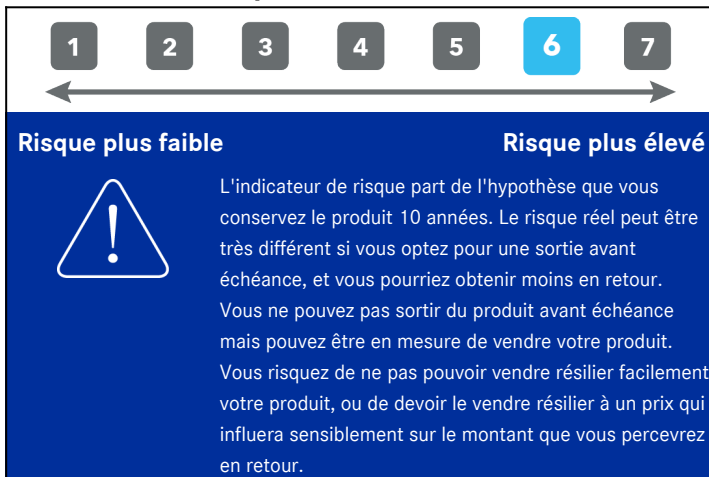 1 2 3 4 5 6 7
Risque plus faible Risque plus élevé
L'indicateur de risque part de l'hypothèse que vous
conservez le produit 10 années. Le risque réel peut être
très différent si vous optez pour une sortie avant
échéance, et vous pourriez obtenir moins en retour.
Vous ne pouvez pas sortir du produit avant échéance
mais pouvez être en mesure de vendre votre produit.
Vous risquez de ne pas pouvoir vendre résilier facilement
votre produit, ou de devoir le vendre résilier à un prix qui
influera sensiblement sur le montant que vous percevrez
en retour.